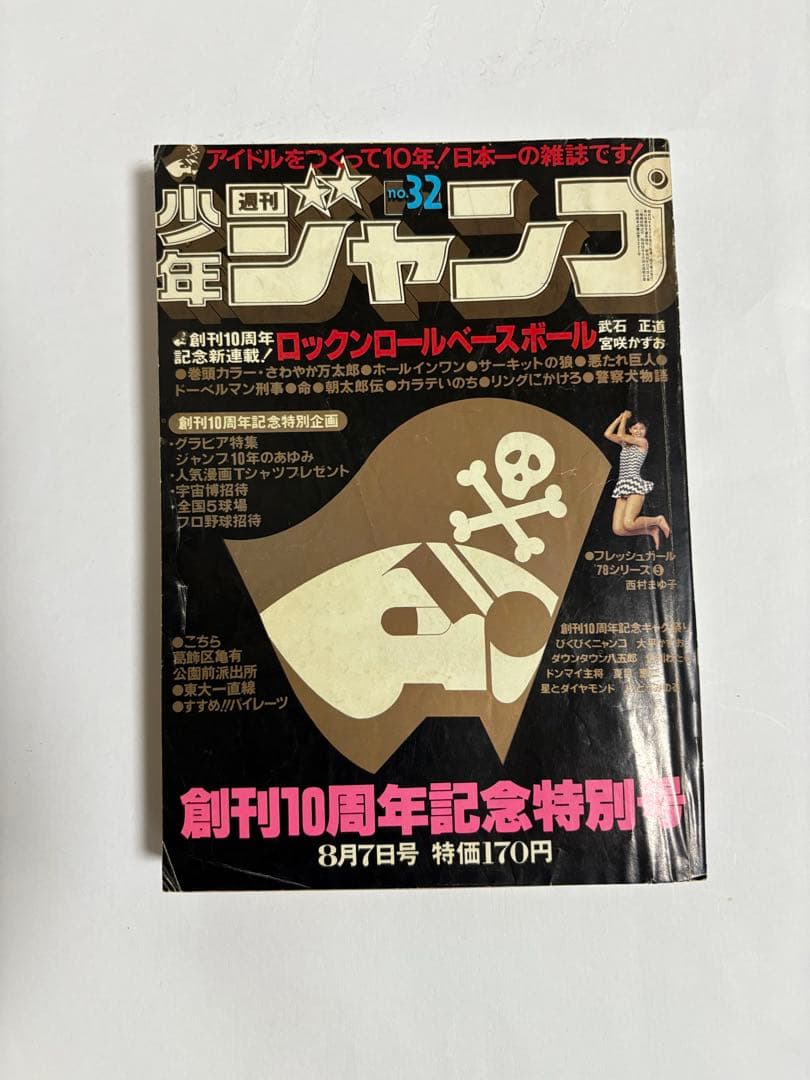 アイドルをつくって10年!日本一の雑誌です!
週刊
少年
ジャンプ
no.32
創刊10周年
記念新連載!
ロックンロールベースボール
武石 正道
宮咲かずお
●巻頭カラー・さわやか万太郎●ホールインワン●サーキットの狼●悪たれ巨人●
ドーベルマン刑事●命●朝太郎伝●カラテいのち●リングにかけろ●警察犬物語
創刊10周年記念特別企画
・グラビア特集
ジャンプ10年のあゆみ
・人気漫画Tシャツプレゼント
・宇宙博招待
・全国5球場
プロ野球招待
●フレッシュガール
'78シリーズ❺
西村まゆ子
創刊10周年記念ギャグ祭り
びくびくニャンコ
ダウンタウン八五郎
ドンマイ主将
星とダイヤモンド
●こちら
葛飾区亀有
公園前派出所
●東大一直線
●すすめ!!パイレーツ
創刊10周年記念特別号
8月7日号 特価170円